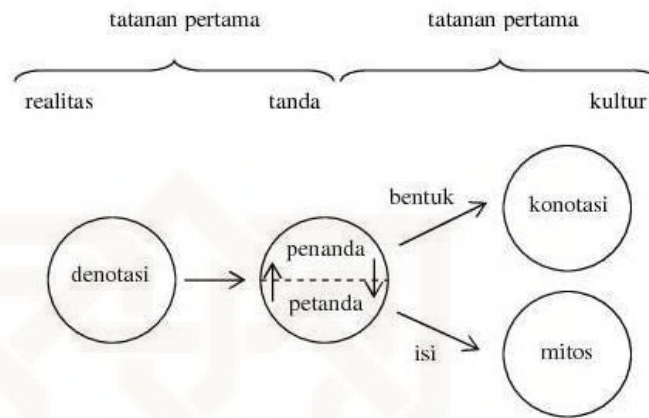 tatanan pertama tatanan pertama
realitas tanda kultur
bentuk
konotasi
penanda
denotasi
petanda
isi
mitos